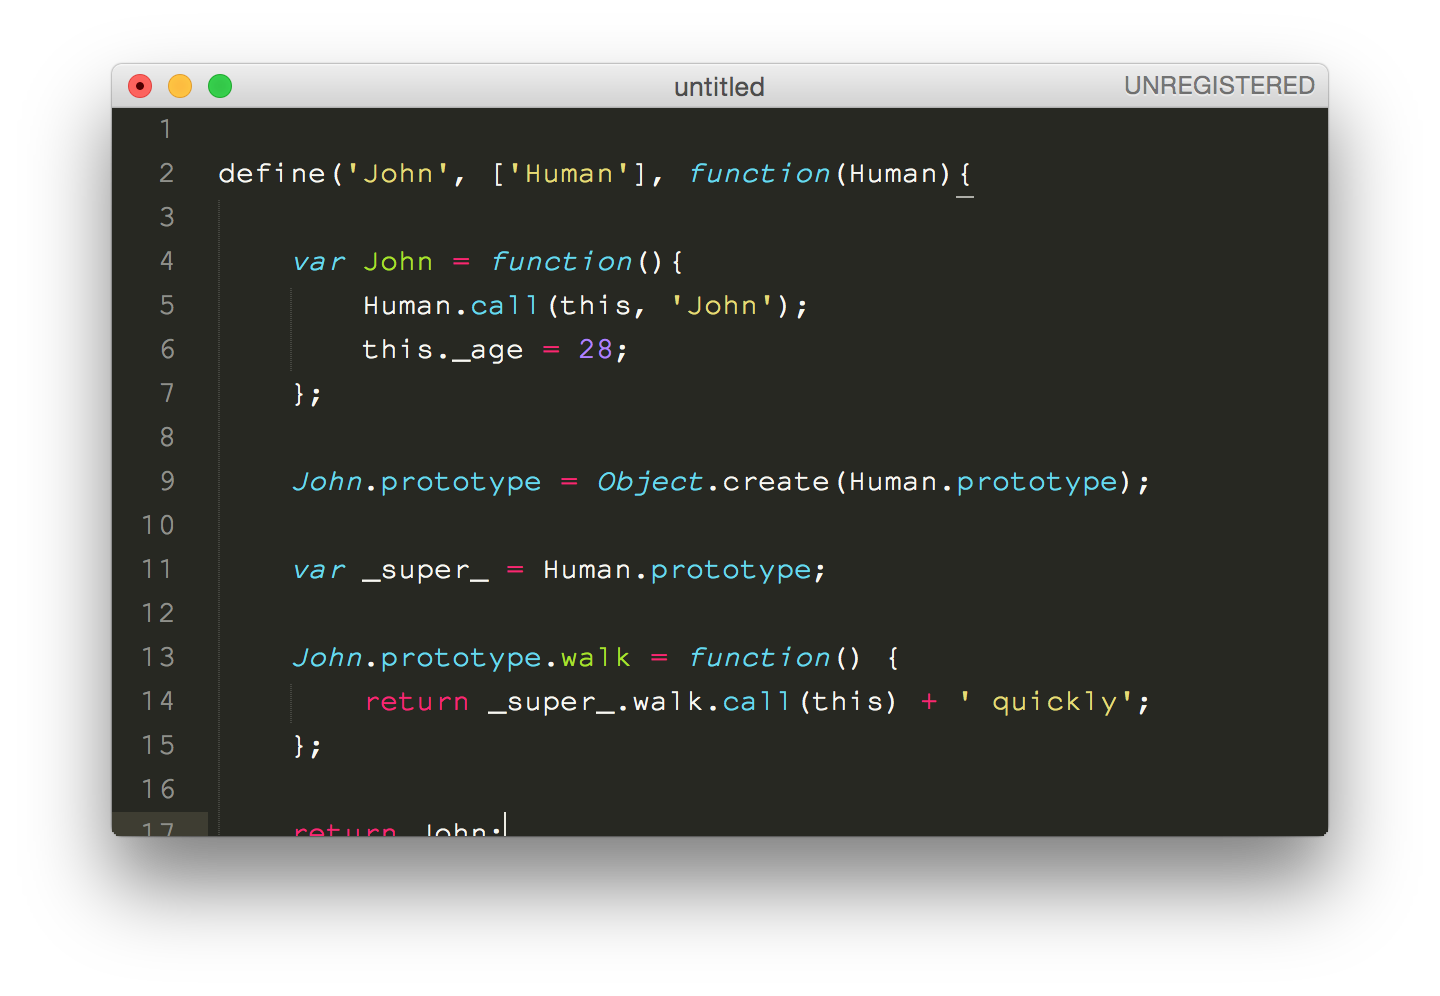 untitled
UNREGISTERED
1
2 define('John', ['Human'], function(Human){
3
4 var John = function(){
5 Human.call(this, 'John');
6 this._age = 28;
7 };
8
9 John.prototype = Object.create(Human.prototype);
10
11 var _super_ = Human.prototype;
12
13 John.prototype.walk = function() {
14 return _super_.walk.call(this) + ' quickly';
15 };
16
17 return John;